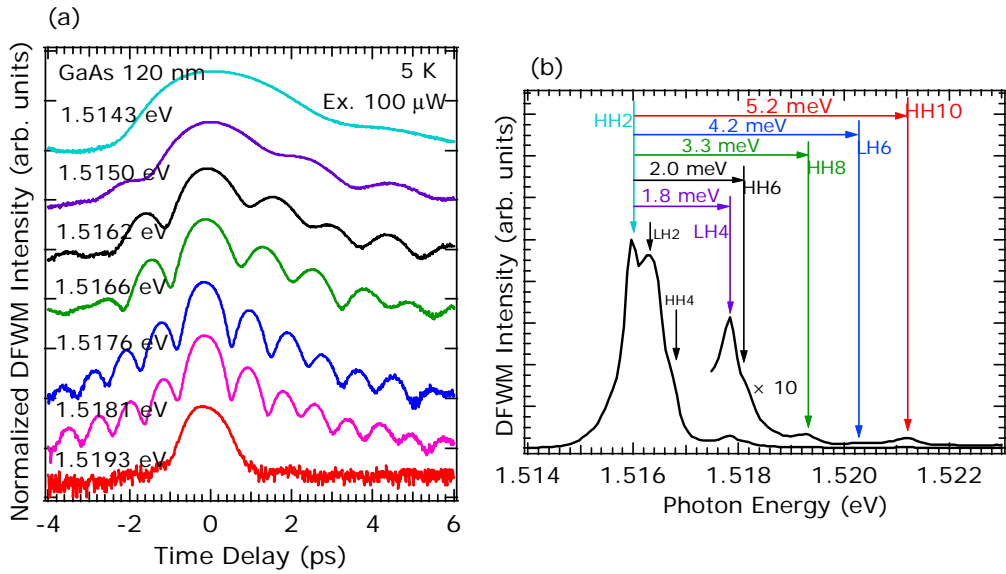 (a)
Normalized DFWM Intensity (arb. units)
GaAs 120 nm
5 K
Ex. 100 μW
1.5143 eV
1.5150 eV
1.5162 eV
1.5166 eV
1.5176 eV
1.5181 eV
1.5193 eV
-4
-2
0
2
4
6
Time Delay (ps)
(b)
DFWM Intensity (arb. units)
5.2 meV
HH2
HH10
4.2 meV
LH6
3.3 meV
HH8
2.0 meV
HH6
1.8 meV
LH4
LH2
HH4
× 10
1.514
1.516
1.518
1.520
1.522
Photon Energy (eV)